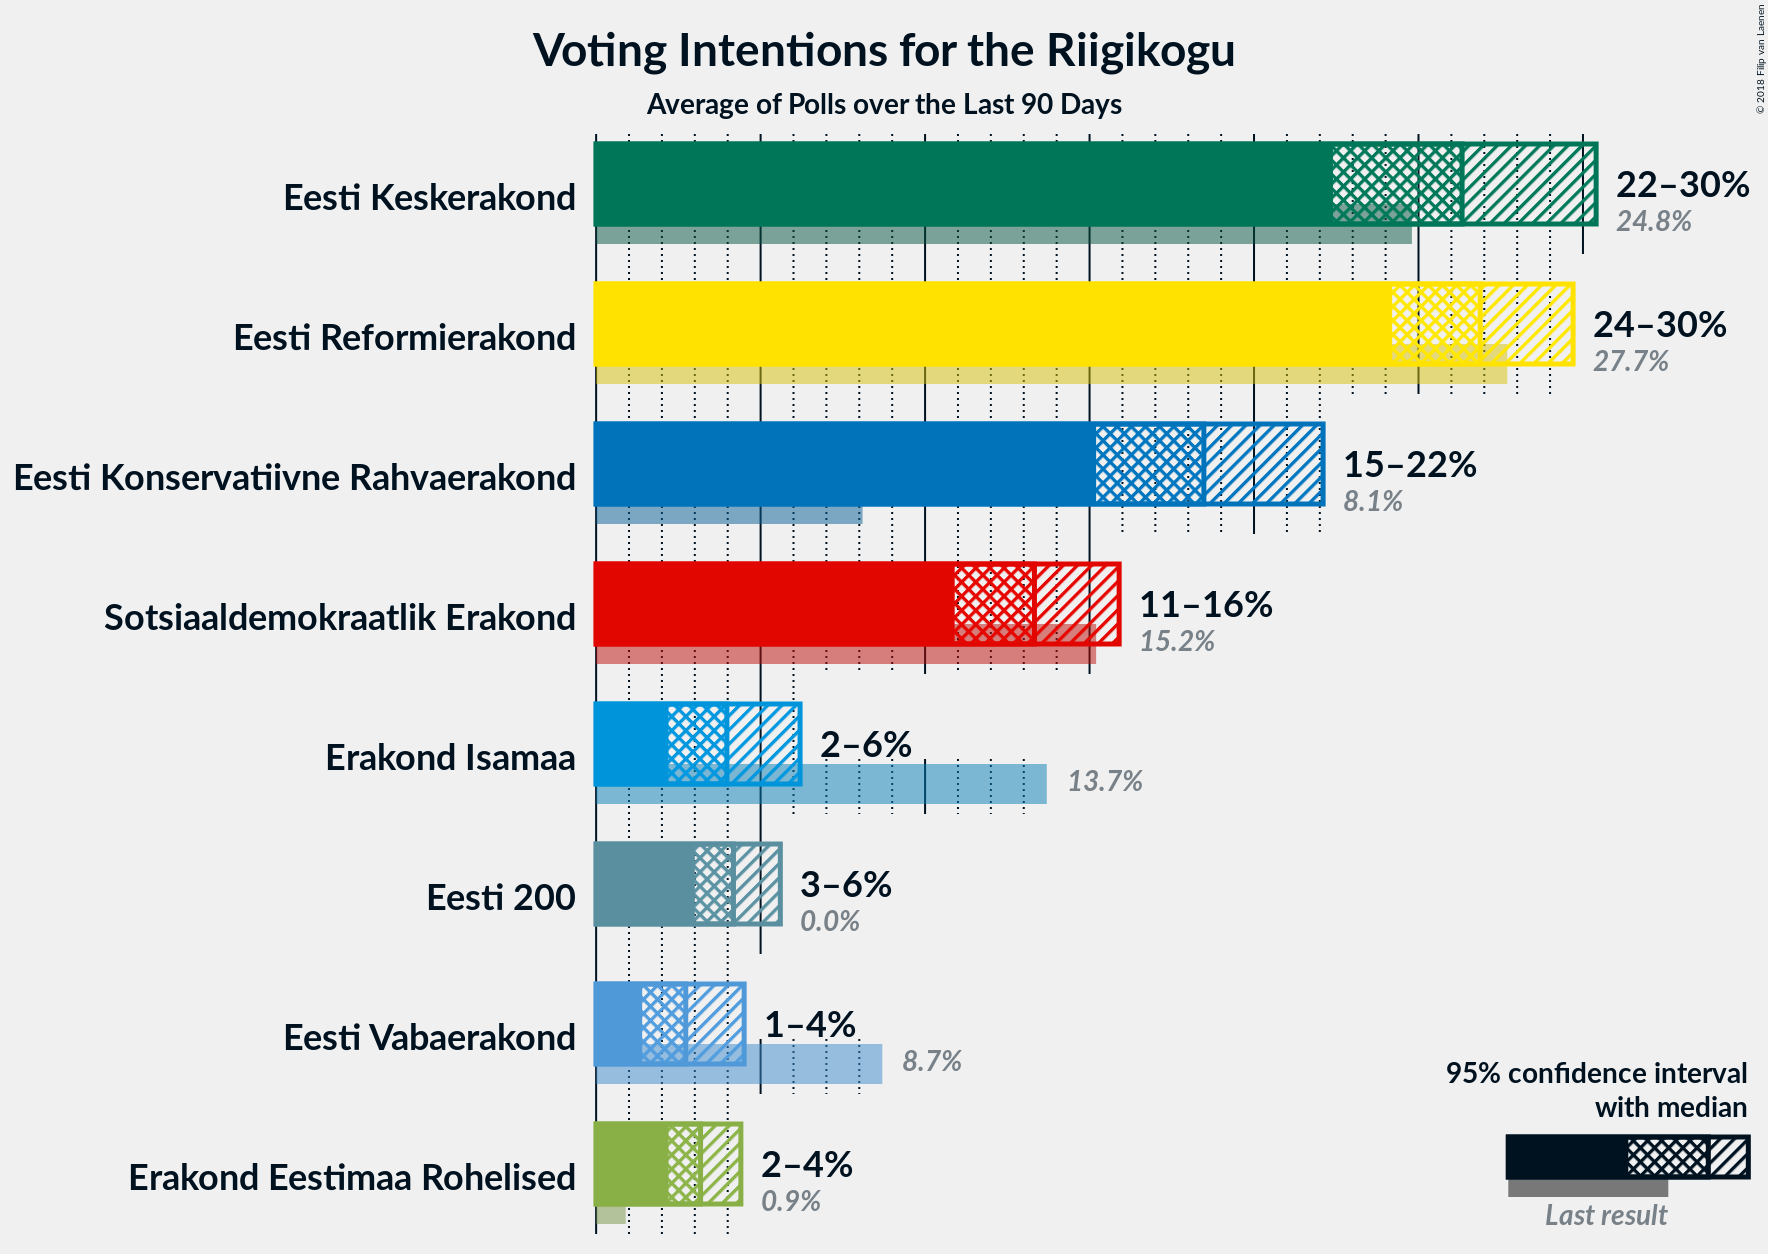 Voting Intentions for the Riigikogu
Average of Polls over the Last 90 Days
© 2018 Filip van Laenen
Eesti Keskerakond
22–30%
24.8%
Eesti Reformierakond
24–30%
27.7%
Eesti Konservatiivne Rahvaerakond
15–22%
8.1%
Sotsiaaldemokraatlik Erakond
11–16%
15.2%
Erakond Isamaa
2–6%
13.7%
Eesti 200
3–6%
0.0%
Eesti Vabaerakond
1–4%
8.7%
Erakond Eestimaa Rohelised
2–4%
0.9%
95% confidence interval
with median
Last result